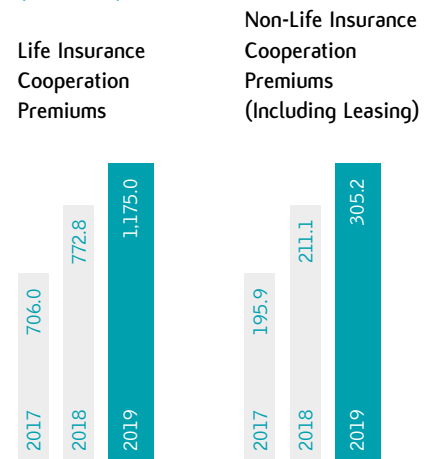 Life Insurance
Cooperation
Premiums
706.0
772.8
1,175.0
2017
2018
2019
Non-Life Insurance
Cooperation
Premiums
(Including Leasing)
195.9
211.1
305.2
2017
2018
2019